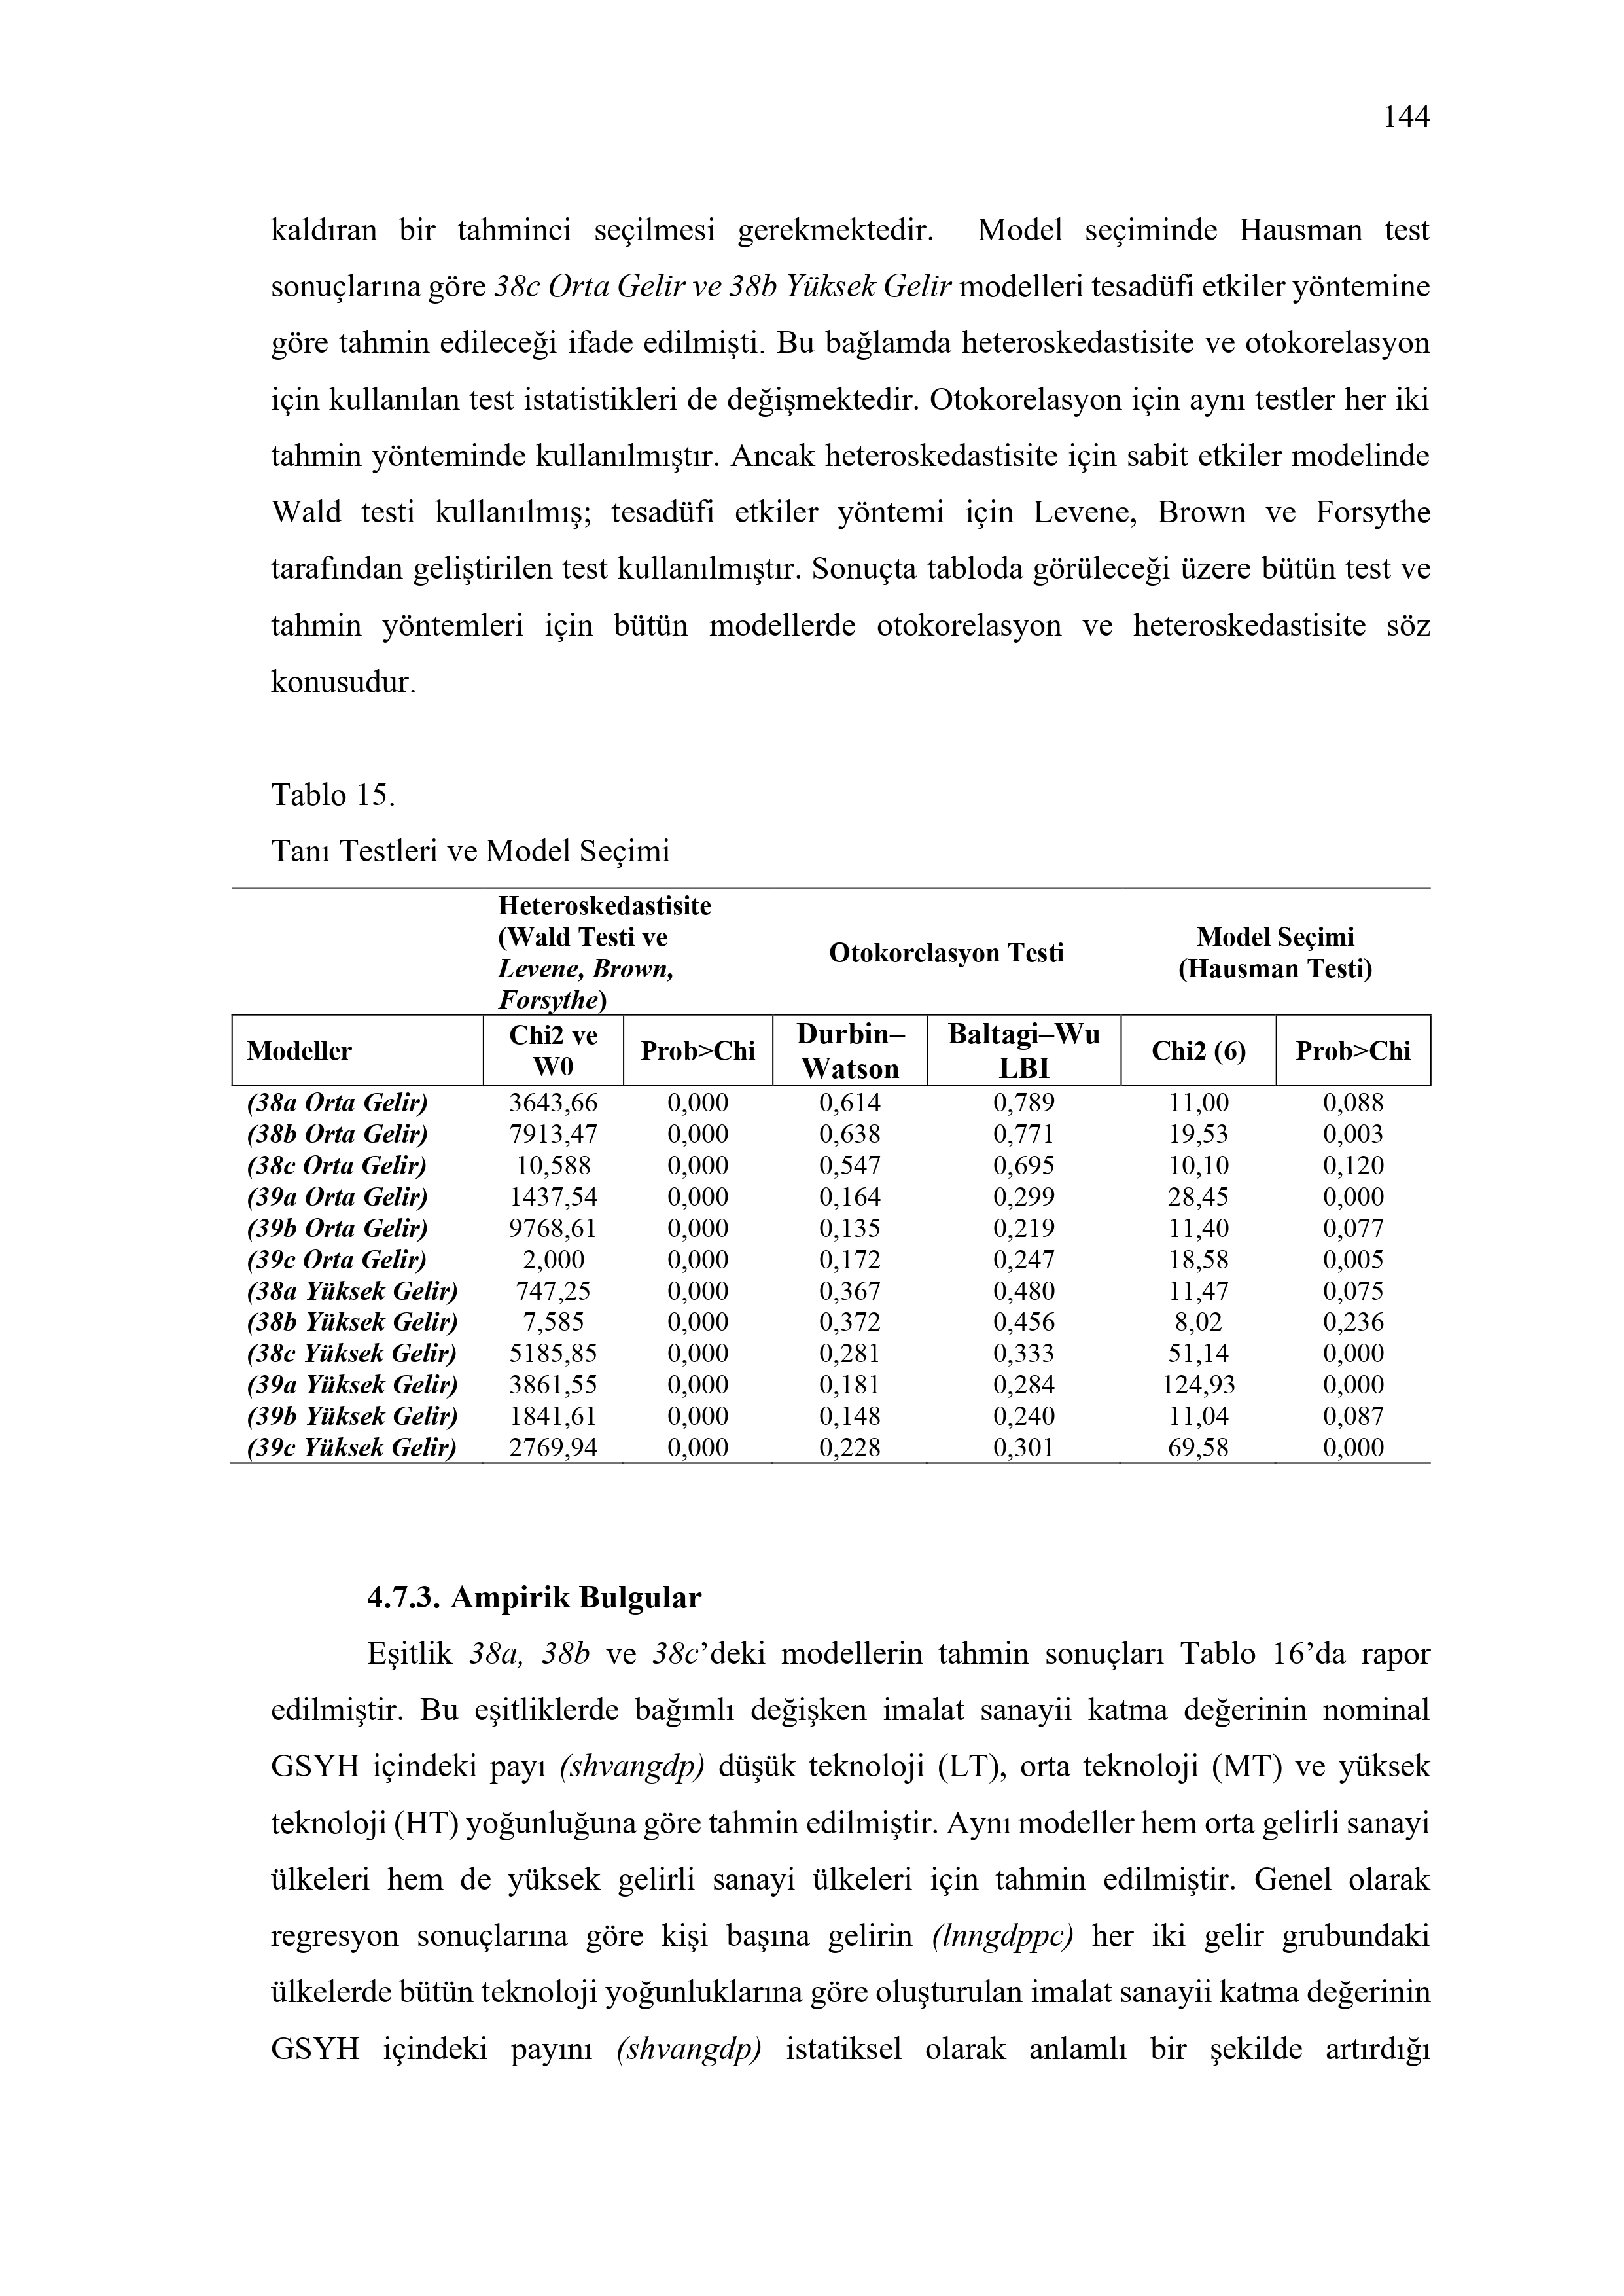 144
kaldıran bir tahminci seçilmesi gerekmektedir. Model seçiminde Hausman test
sonuçlarına göre 38c Orta Gelir ve 38b Yüksek Gelir modelleri tesadüfi etkiler yöntemine
göre tahmin edileceği ifade edilmişti. Bu bağlamda heteroskedastisite ve otokorelasyon
için kullanılan test istatistikleri de değişmektedir. Otokorelasyon için aynı testler her iki
tahmin yönteminde kullanılmıştır. Ancak heteroskedastisite için sabit etkiler modelinde
Wald testi kullanılmış; tesadüfi etkiler yöntemi için Levene, Brown ve Forsythe
tarafından geliştirilen test kullanılmıştır. Sonuçta tabloda görüleceği üzere bütün test ve
tahmin yöntemleri için bütün modellerde otokorelasyon ve heteroskedastisite söz
konusudur.
Tablo 15.
Tanı Testleri ve Model Seçimi
Heteroskedastisite
(Wald Testi ve
Levene, Brown,
Forsythe)
Otokorelasyon Testi
Model Seçimi
(Hausman Testi)
Modeller
Chi2 ve
W0
Prob>Chi
Durbin–
Watson
Baltagi–Wu
LBI
Chi2 (6)
Prob>Chi
(38a Orta Gelir) 3643,66 0,000 0,614 0,789 11,00 0,088
(38b Orta Gelir) 7913,47 0,000 0,638 0,771 19,53 0,003
(38c Orta Gelir) 10,588 0,000 0,547 0,695 10,10 0,120
(39a Orta Gelir) 1437,54 0,000 0,164 0,299 28,45 0,000
(39b Orta Gelir) 9768,61 0,000 0,135 0,219 11,40 0,077
(39c Orta Gelir) 2,000 0,000 0,172 0,247 18,58 0,005
(38a Yüksek Gelir) 747,25 0,000 0,367 0,480 11,47 0,075
(38b Yüksek Gelir) 7,585 0,000 0,372 0,456 8,02 0,236
(38c Yüksek Gelir) 5185,85 0,000 0,281 0,333 51,14 0,000
(39a Yüksek Gelir) 3861,55 0,000 0,181 0,284 124,93 0,000
(39b Yüksek Gelir) 1841,61 0,000 0,148 0,240 11,04 0,087
(39c Yüksek Gelir) 2769,94 0,000 0,228 0,301 69,58 0,000
4.7.3. Ampirik Bulgular
Eşitlik 38a, 38b ve 38c’deki modellerin tahmin sonuçları Tablo 16’da rapor
edilmiştir. Bu eşitliklerde bağımlı değişken imalat sanayii katma değerinin nominal
GSYH içindeki payı (shvangdp) düşük teknoloji (LT), orta teknoloji (MT) ve yüksek
teknoloji (HT) yoğunluğuna göre tahmin edilmiştir. Aynı modeller hem orta gelirli sanayi
ülkeleri hem de yüksek gelirli sanayi ülkeleri için tahmin edilmiştir. Genel olarak
regresyon sonuçlarına göre kişi başına gelirin (lnngdppc) her iki gelir grubundaki
ülkelerde bütün teknoloji yoğunluklarına göre oluşturulan imalat sanayii katma değerinin
GSYH içindeki payını (shvangdp) istatiksel olarak anlamlı bir şekilde artırdığı